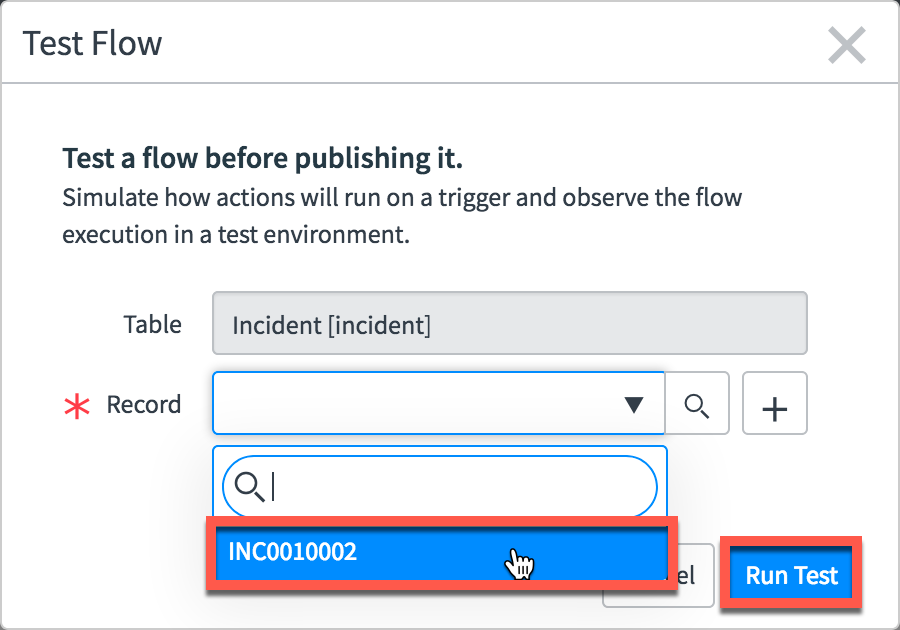 Test Flow
Test a flow before publishing it.
Simulate how actions will run on a trigger and observe the flow
execution in a test environment.
Table
Incident [incident]
Record
INC0010002
Run Test